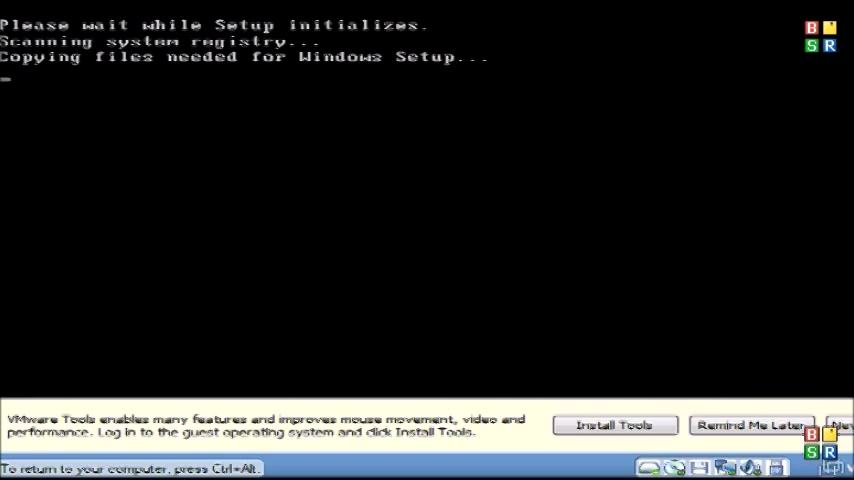 Please wait while Setup initializes.
Scanning system registry...
Copying files needed for Windows Setup...
B
S R
VMware Tools enables many features and improves mouse movement, video and
performance. Log in to the guest operating system and click Install Tools.
Install Tools
Remind Me Later
B
S R
To return to your computer, press Ctrl+Alt.